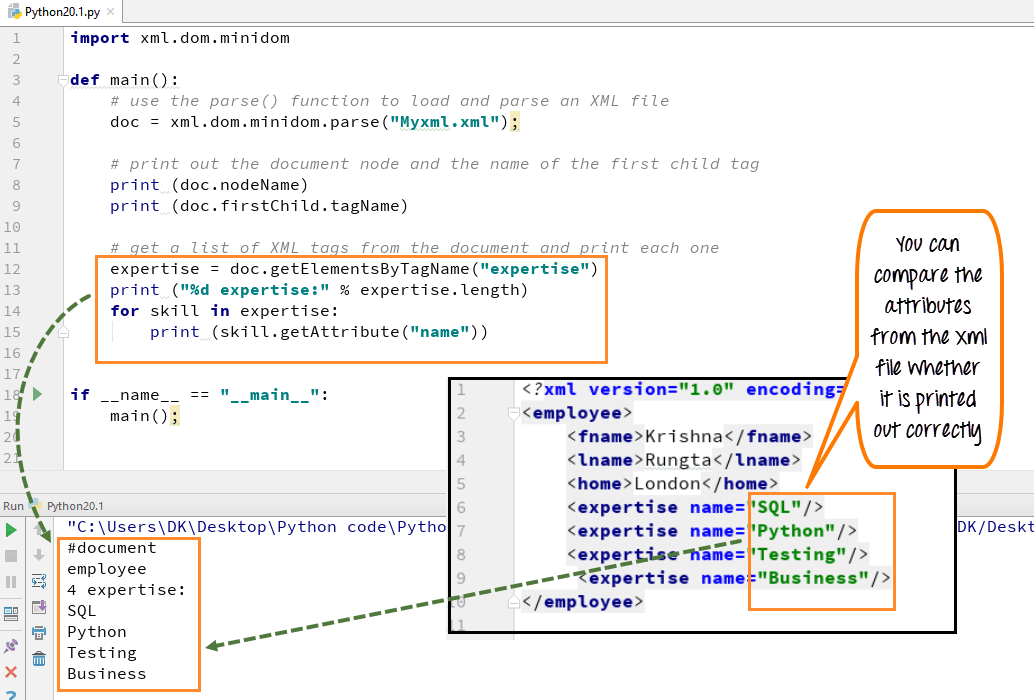 Python20.1.py
1 import xml.dom.minidom
2
3 def main():
4 # use the parse() function to load and parse an XML file
5 doc = xml.dom.minidom.parse("Myxml.xml");
6
7 # print out the document node and the name of the first child tag
8 print (doc.nodeName)
9 print (doc.firstChild.tagName)
10
11 # get a list of XML tags from the document and print each one
12 expertise = doc.getElementsByTagName("expertise")
13 print ("%d expertise:" % expertise.length)
14 for skill in expertise:
15 print (skill.getAttribute("name"))
16
17
18 if __name__ == "__main__":
19 main();
20
21
You can
compare the
attributes
from the xml
file whether
it is printed
out correctly
1 <?xml version="1.0" encoding=
2 <employee>
3 <fname>Krishna</fname>
4 <lname>Rungta</lname>
5 <home>London</home>
6 <expertise name="SQL"/>
7 <expertise name="Python"/>
8 <expertise name="Testing"/>
9 <expertise name="Business"/>
10 </employee>
11
Run Python20.1
"C:\Users\DK\Desktop\Python code\Pytho
DK/Deskt
#document
employee
4 expertise:
SQL
Python
Testing
Business